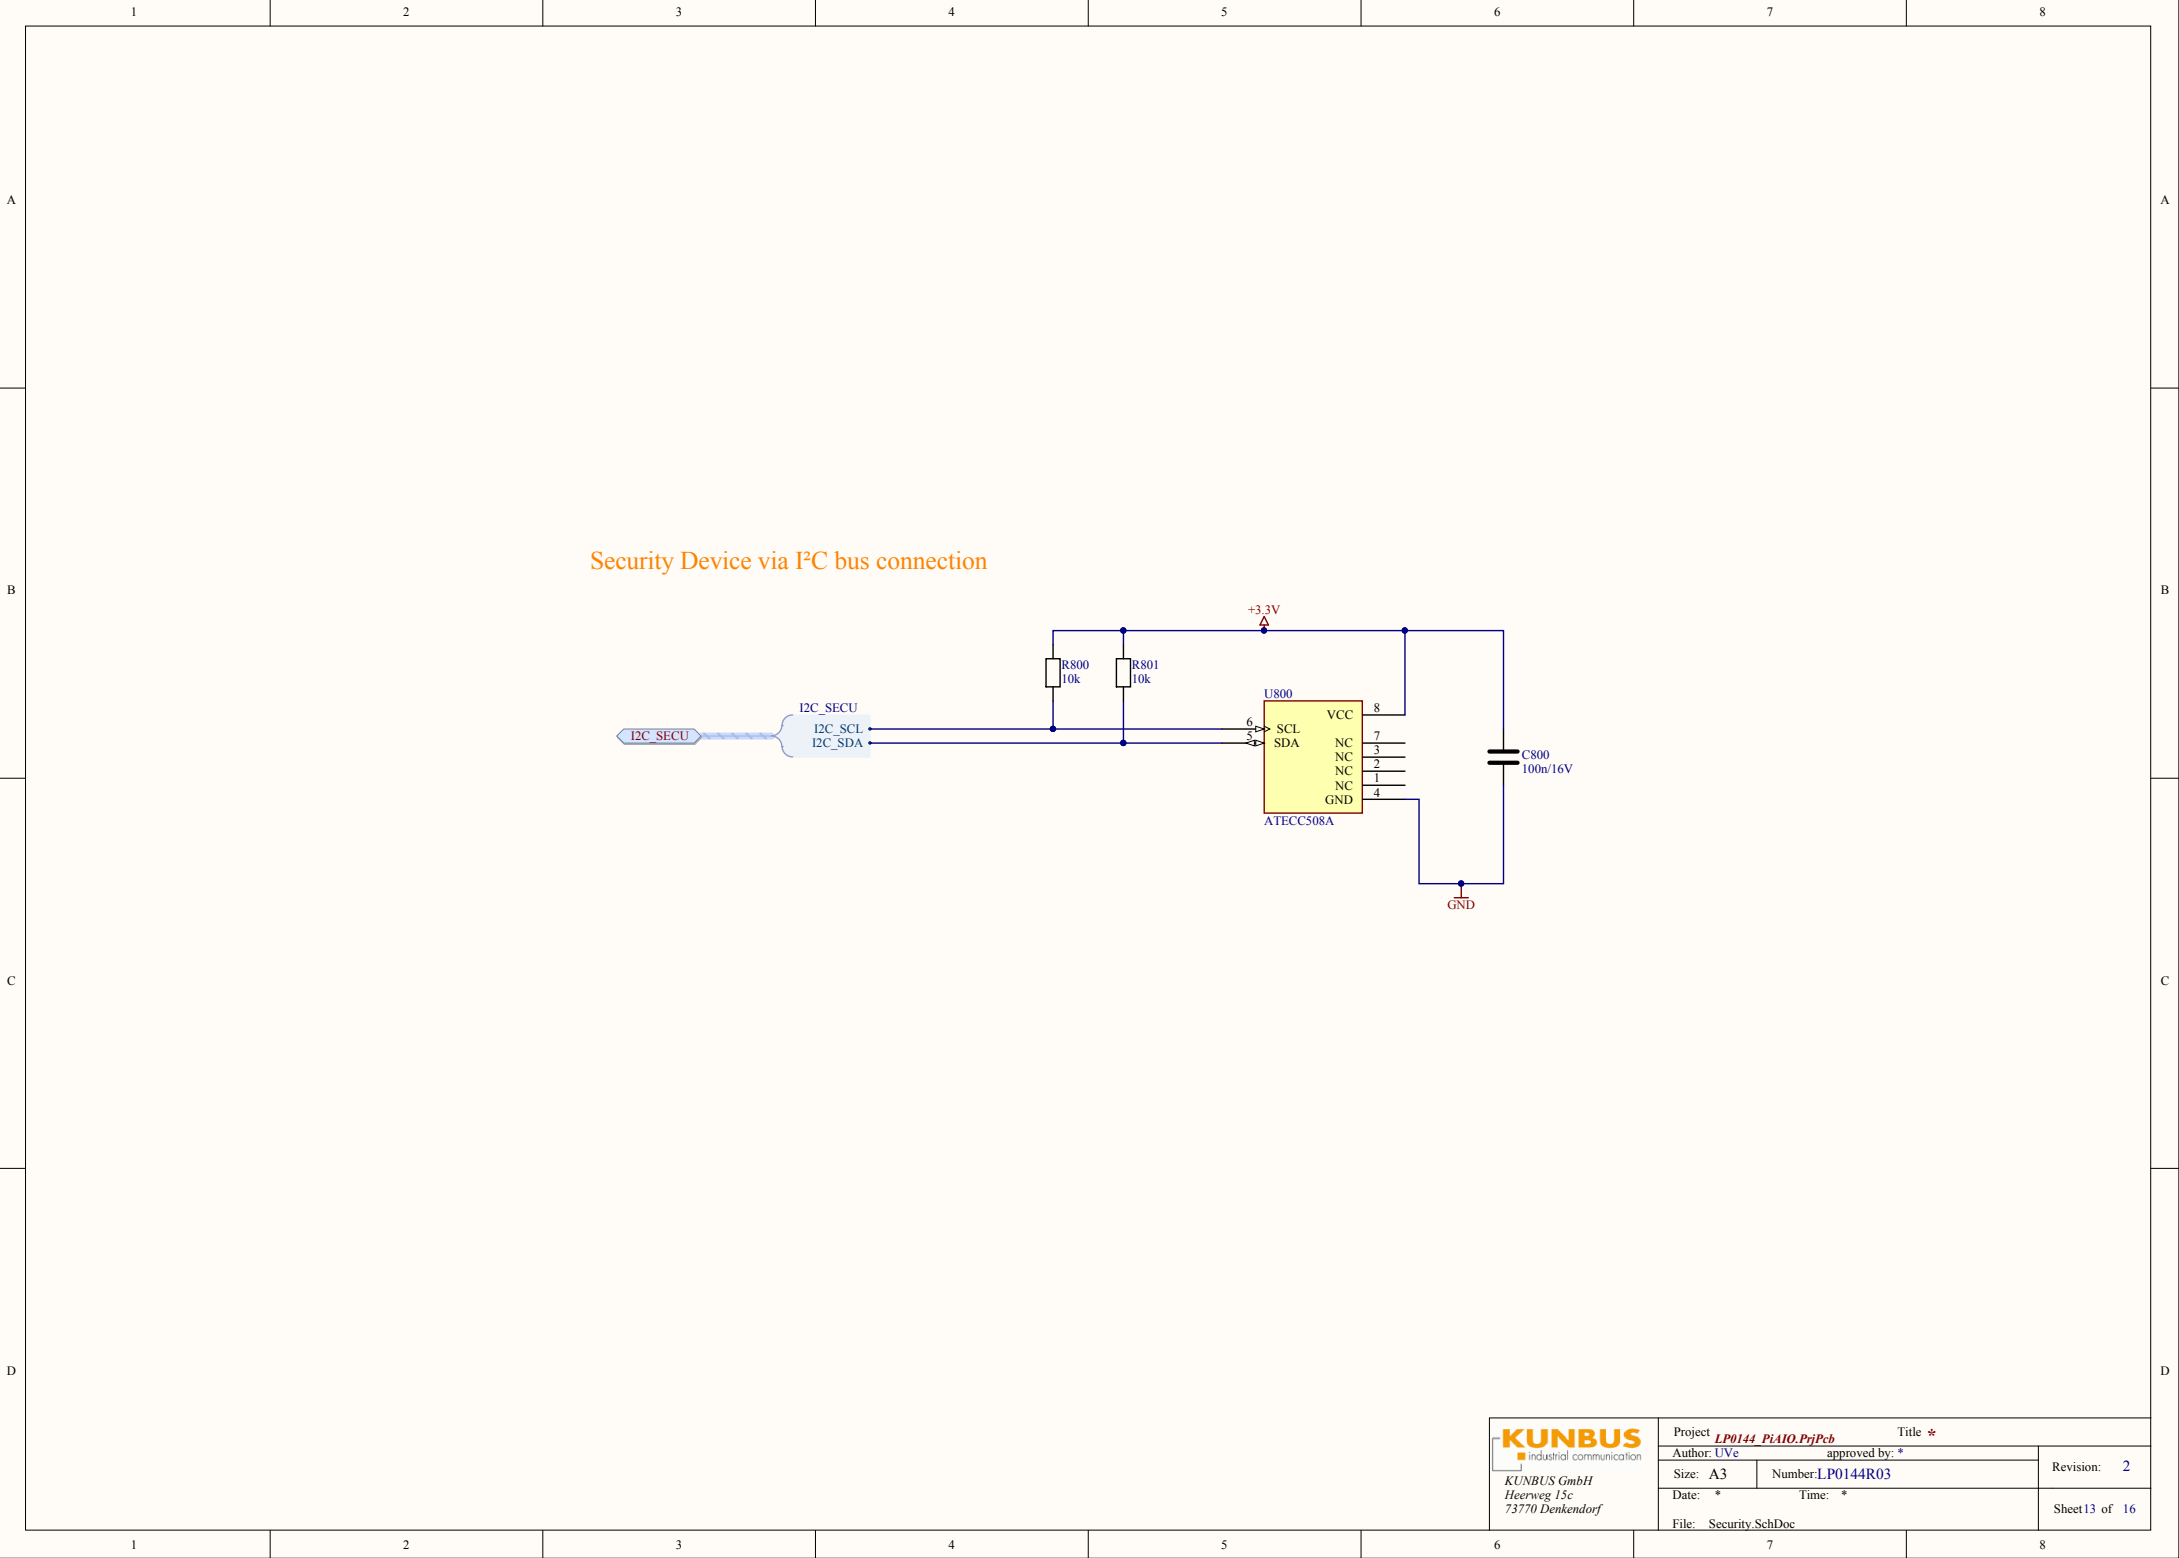 1 2 3 4 5 6 7 8
A A
B B
C C
D D
Security Device via I²C bus connection
+3.3V
R800
10k
R801
10k
I2C_SECU
I2C_SECU
I2C_SCL
I2C_SDA
U800
6 SCL
5 SDA
VCC 8
NC 7
NC 3
NC 2
NC 1
GND 4
ATECC508A
C800
100n/16V
GND
KUNBUS
industrial communication
KUNBUS GmbH
Heerweg 15c
73770 Denkendorf
Project LP0144_PiAIO.PrjPcb Title *
Author: UVe approved by: *
Size: A3 Number:LP0144R03
Revision: 2
Date: * Time: *
Sheet13 of 16
File: Security.SchDoc
1 2 3 4 5 6 7 8